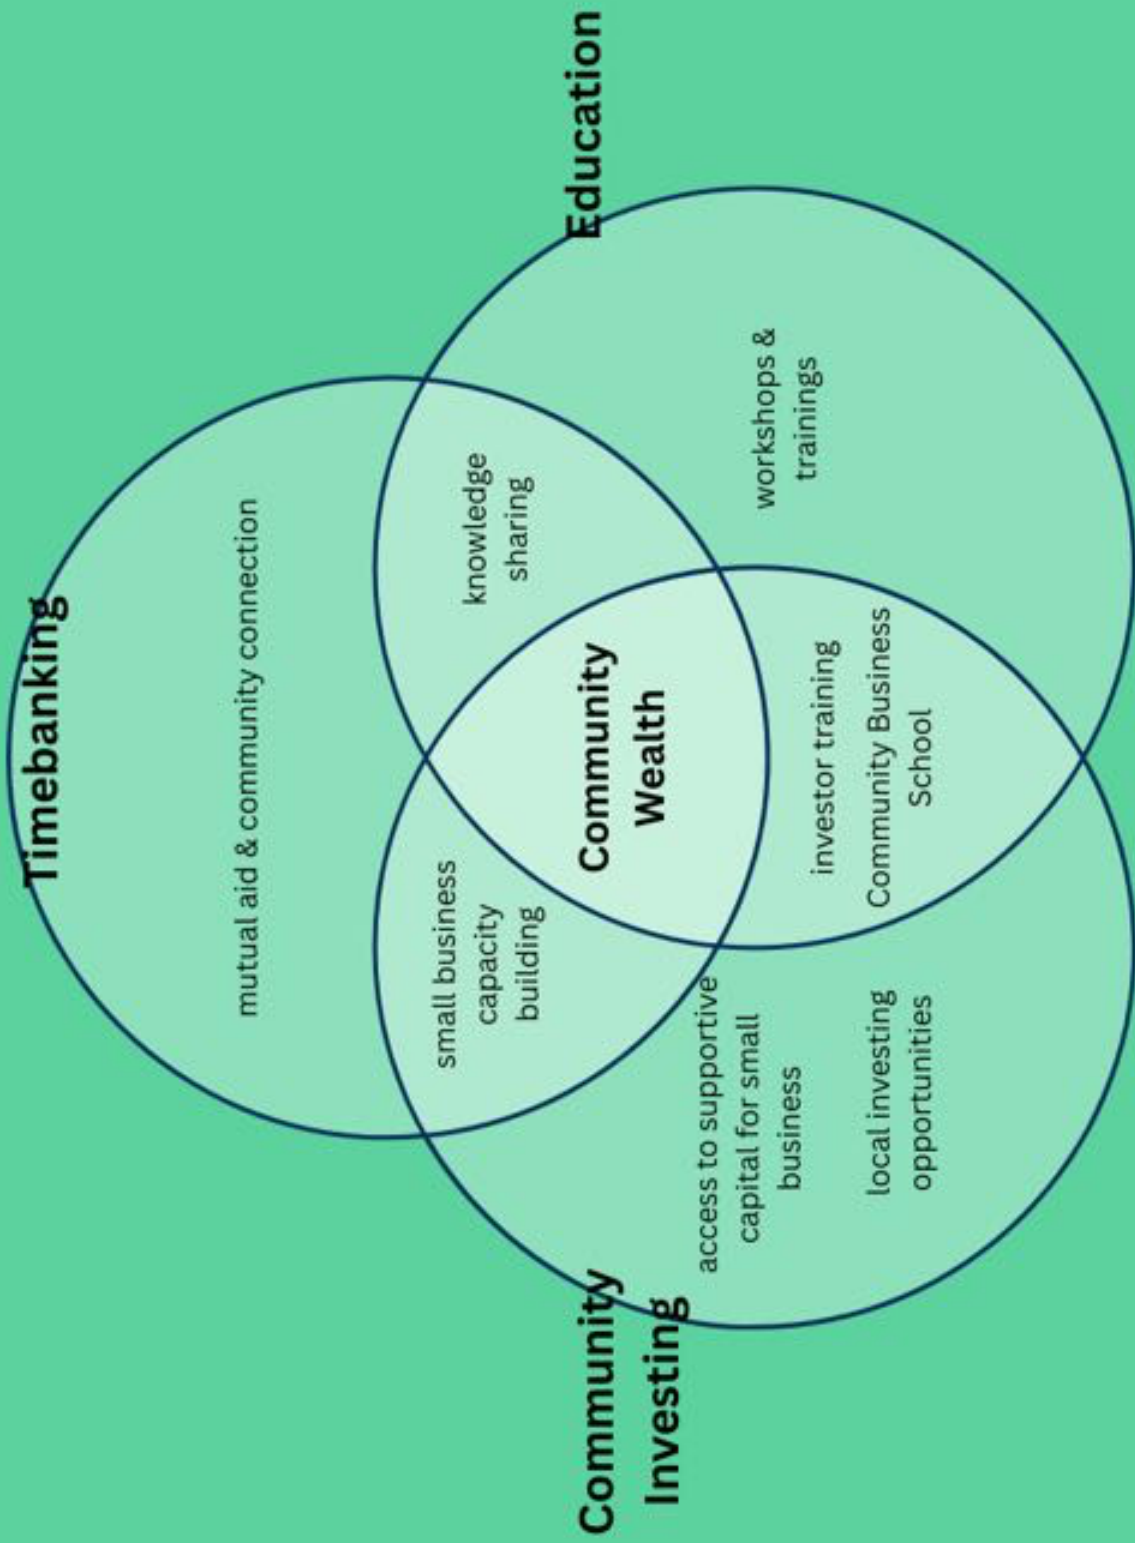 Timebanking
mutual aid & community connection
small business
capacity
building
knowledge
sharing
Community
Investing
Community
Wealth
Education
access to supportive
capital for small
business
local investing
opportunities
investor training
Community Business
School
workshops &
trainings